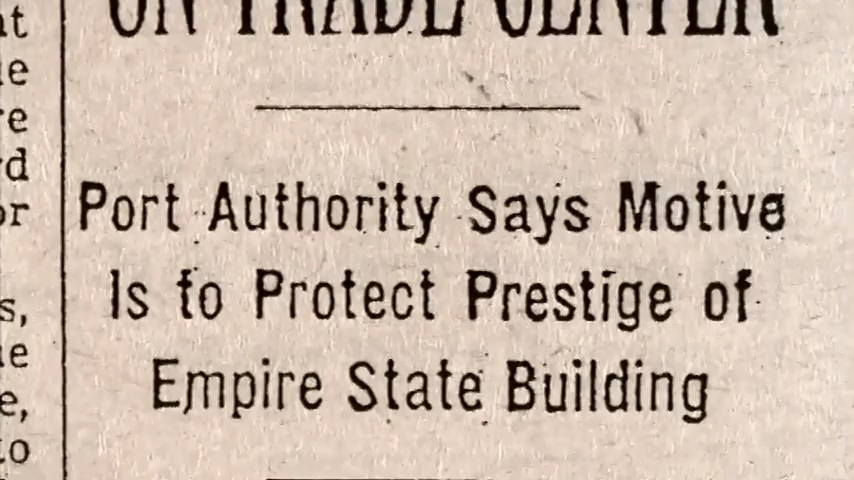 ON TRADE CENTER
Port Authority Says Motive
Is to Protect Prestige of
Empire State Building